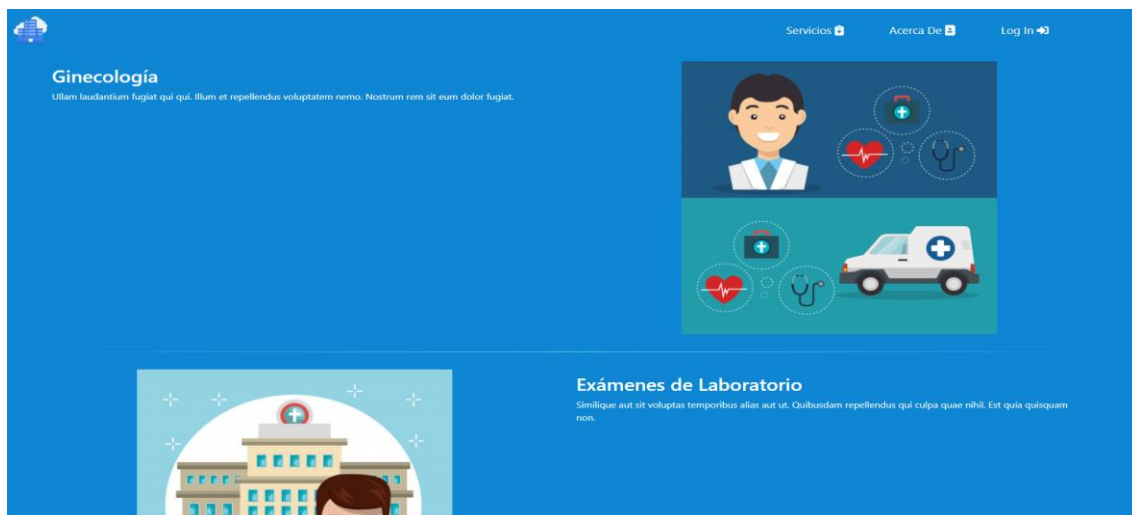 Servicios Acerca De Log In
Ginecología
Ullam laudantium fugiat qui qui. Illum et repellendus voluptatem nemo. Nostrum rem sit eum dolor fugiat.
Exámenes de Laboratorio
Similique aut sit voluptas temporibus alias aut ut. Quibusdam repellendus qui culpa quae nihil. Est quia quisquam
non.